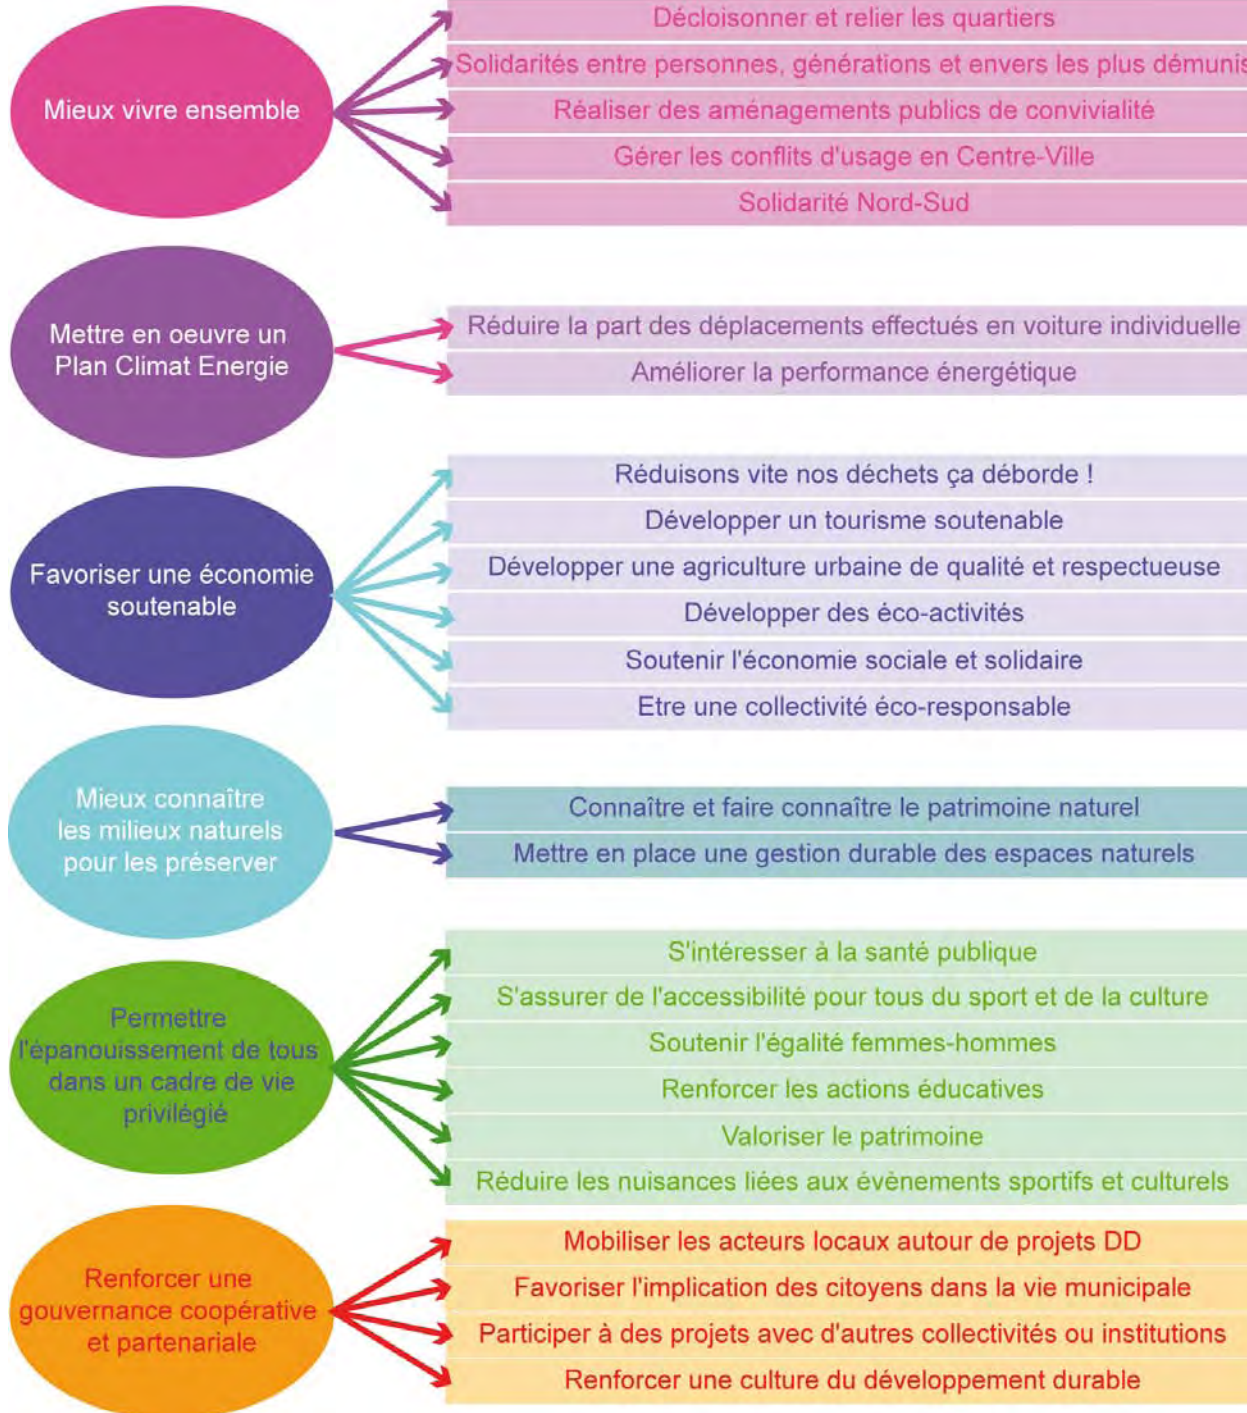 Mieux vivre ensemble
Décloisonner et relier les quartiers
Solidarités entre personnes, générations et envers les plus démunis
Réaliser des aménagements publics de convivialité
Gérer les conflits d'usage en Centre-Ville
Solidarité Nord-Sud
Mettre en oeuvre un
Plan Climat Energie
Réduire la part des déplacements effectués en voiture individuelle
Améliorer la performance énergétique
Favoriser une économie
soutenable
Réduisons vite nos déchets ça déborde !
Développer un tourisme soutenable
Développer une agriculture urbaine de qualité et respectueuse
Développer des éco-activités
Soutenir l'économie sociale et solidaire
Etre une collectivité éco-responsable
Mieux connaître
les milieux naturels
pour les préserver
Connaître et faire connaître le patrimoine naturel
Mettre en place une gestion durable des espaces naturels
Permettre
l'épanouissement de tous
dans un cadre de vie
privilégié
S'intéresser à la santé publique
S'assurer de l'accessibilité pour tous du sport et de la culture
Soutenir l'égalité femmes-hommes
Renforcer les actions éducatives
Valoriser le patrimoine
Réduire les nuisances liées aux évènements sportifs et culturels
Renforcer une
gouvernance coopérative
et partenariale
Mobiliser les acteurs locaux autour de projets DD
Favoriser l'implication des citoyens dans la vie municipale
Participer à des projets avec d'autres collectivités ou institutions
Renforcer une culture du développement durable